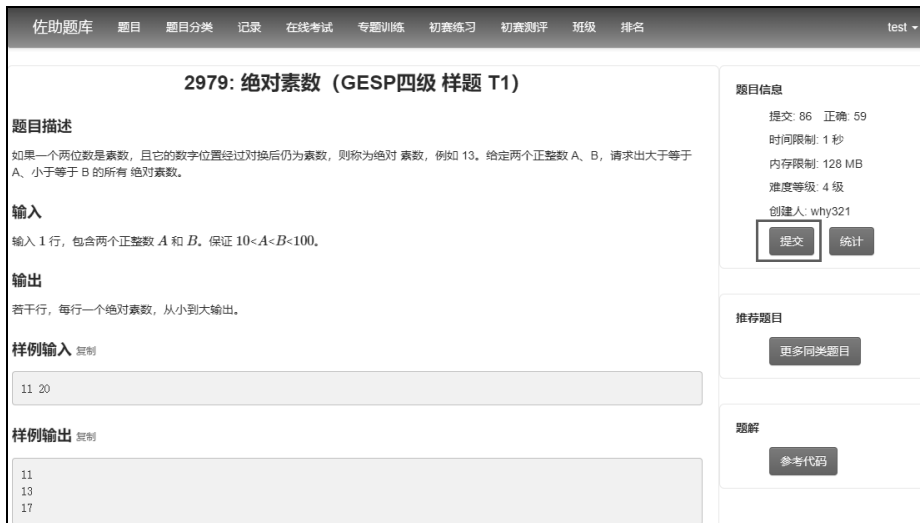 佐助题库 题目 题目分类 记录 在线考试 专题训练 初赛练习 初赛测评 班级 排名 test
2979: 绝对素数（GESP四级 样题 T1）
题目描述
如果一个两位数是素数，且它的数字位置经过对换后仍为素数，则称为绝对 素数，例如 13。给定两个正整数 A、B，请求出大于等于
A、小于等于 B 的所有 绝对素数。
输入
输入 1 行，包含两个正整数 A 和 B。保证 10<A<B<100。
输出
若干行，每行一个绝对素数，从小到大输出。
样例输入 复制
11 20
样例输出 复制
11
13
17
题目信息
提交: 86 正确: 59
时间限制: 1 秒
内存限制: 128 MB
难度等级: 4 级
创建人: why321
提交 统计
推荐题目
更多同类题目
题解
参考代码